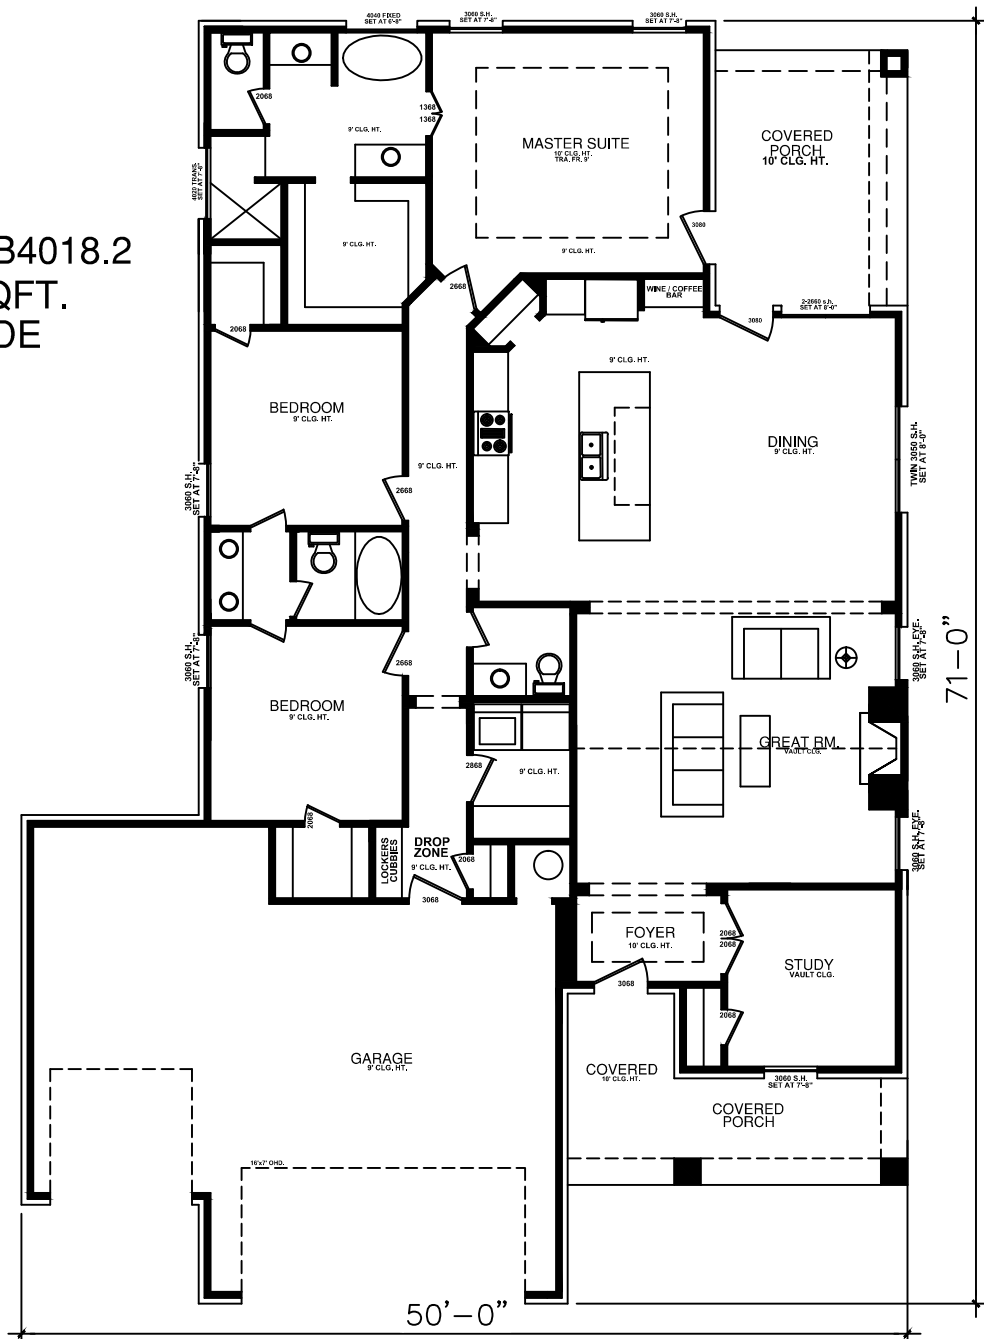 4040 FIXED
SET AT 6'-8"
3060 S.H.
SET AT 7'-8"
3060 S.H.
SET AT 7'-8"
2068
1368
1368
9' CLG. HT.
MASTER SUITE
10' CLG. HT.
TRA. FR. 9'
COVERED
PORCH
10' CLG. HT.
4020 TRANS.
SET AT 7'-6"
B4018.2
QFT.
DE
9' CLG. HT.
9' CLG. HT.
3080
2668
WINE / COFFEE
BAR
2-2660 s.h.
SET AT 8'-0"
3080
2068
9' CLG. HT.
BEDROOM
9' CLG. HT.
DINING
9' CLG. HT.
TWIN 3050 S.H.
SET AT 8'-0"
9' CLG. HT.
3060 S.H.
SET AT 7'-8"
2668
3060 S.H.
SET AT 7'-8"
2668
3060 S.H. EYE.
SET AT 7'-8"
71-0"
BEDROOM
9' CLG. HT.
GREAT RM.
VAULT CLG.
2868
9' CLG. HT.
2068
LOCKERS
CUBBIES
DROP
ZONE
9' CLG. HT.
2068
3068
3060 S.H. EYE.
SET AT 7'-8"
FOYER
10' CLG. HT.
2068
2068
STUDY
VAULT CLG.
3068
2068
GARAGE
9' CLG. HT.
COVERED
10' CLG. HT.
3060 S.H.
SET AT 7'-8"
COVERED
PORCH
16'x7' OHD.
50'-0"